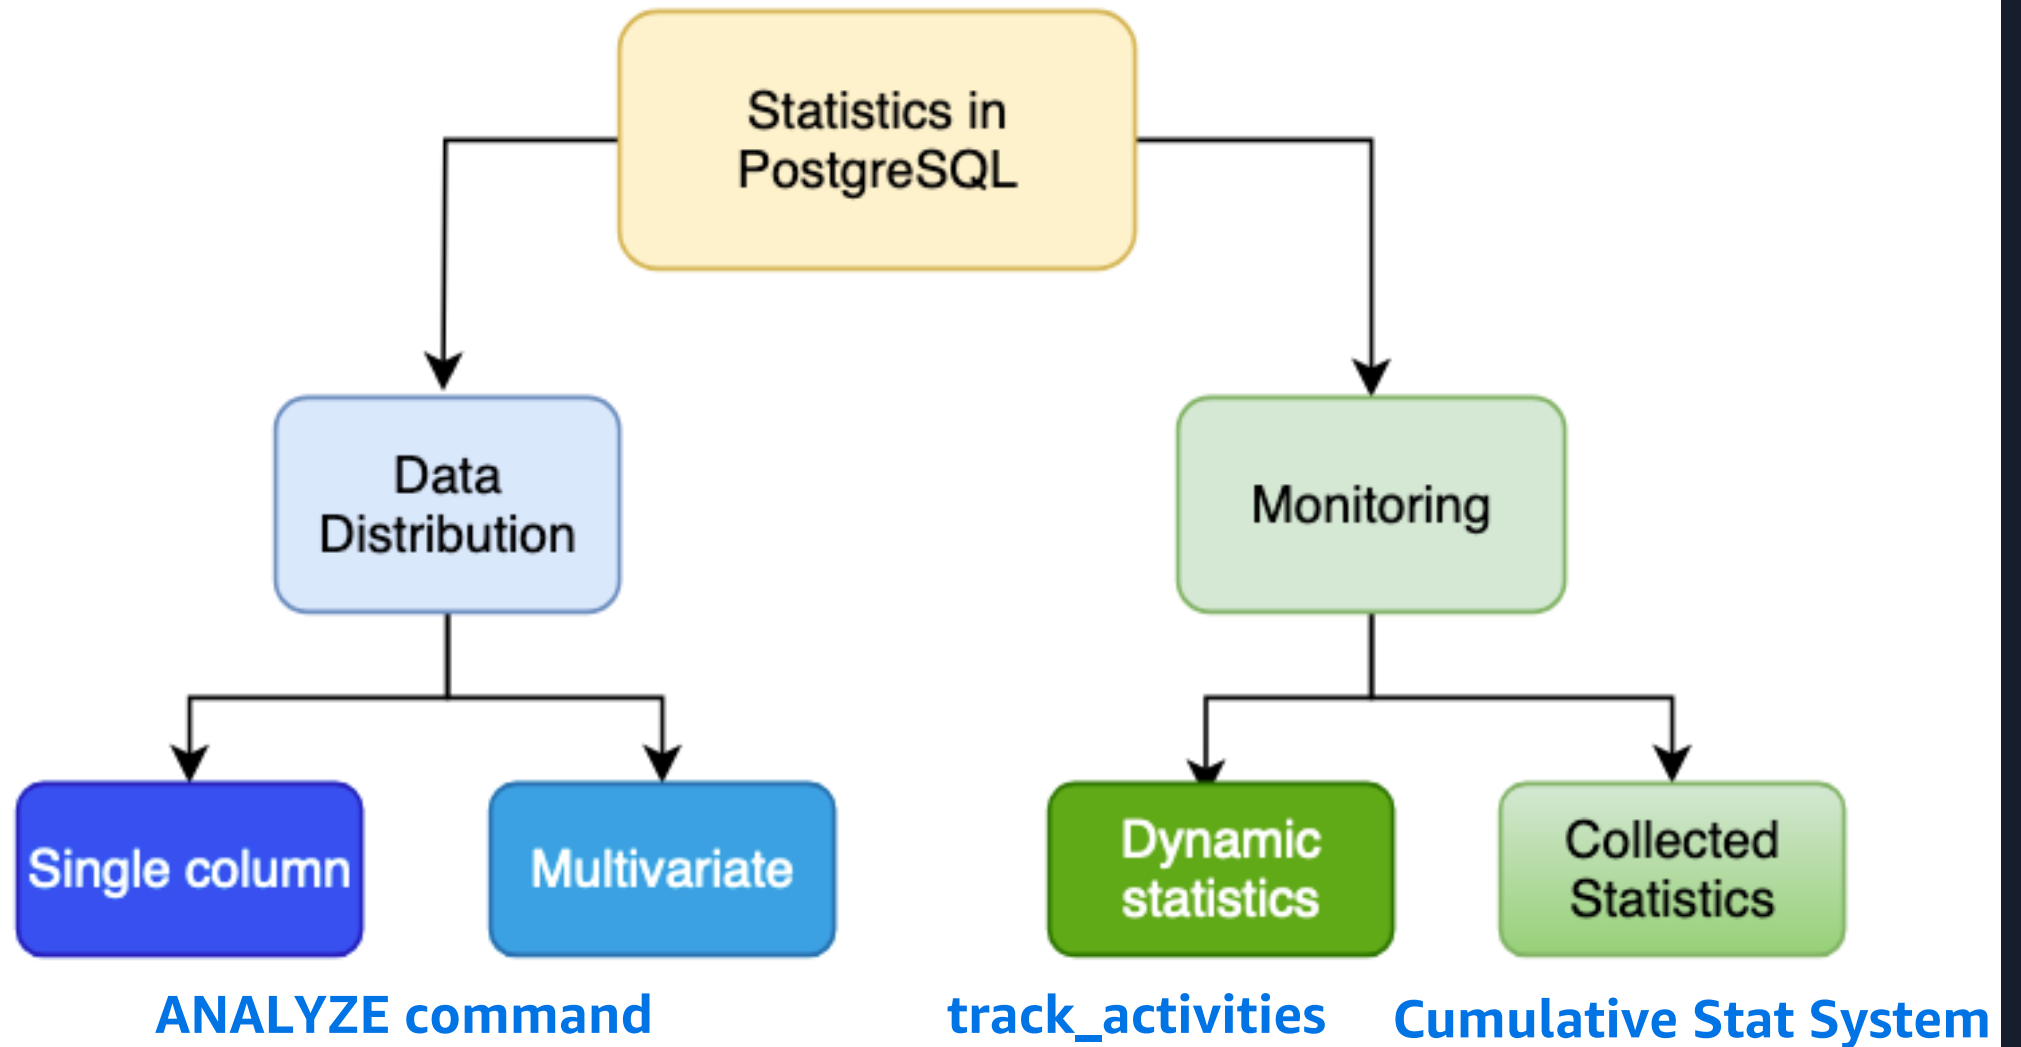 Statistics in
PostgreSQL
Data
Distribution
Monitoring
Single column
Multivariate
Dynamic
statistics
Collected
Statistics
ANALYZE command
track_activities
Cumulative Stat System